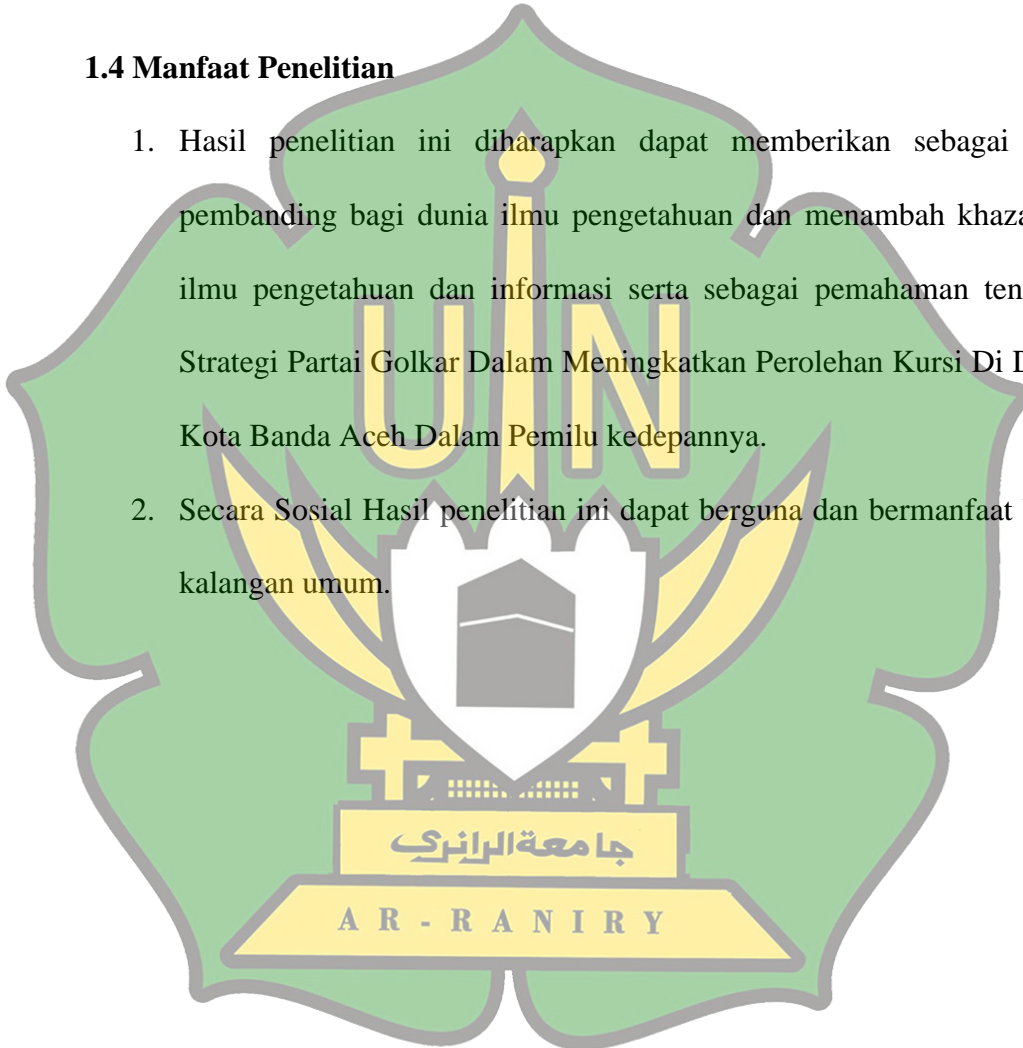 1.4 Manfaat Penelitian
1. Hasil penelitian ini diharapkan dapat memberikan sebagai
pembanding bagi dunia ilmu pengetahuan dan menambah
ilmu pengetahuan dan informasi serta sebagai pemahaman
Strategi Partai Golkar Dalam Meningkatkan Perolehan Kursi Di
Kota Banda Aceh Dalam Pemilu kedepannya.
2. Secara Sosial Hasil penelitian ini dapat berguna dan bermanfaat
kalangan umum.
UIN
جامعة الرانري
AR-RANIRY